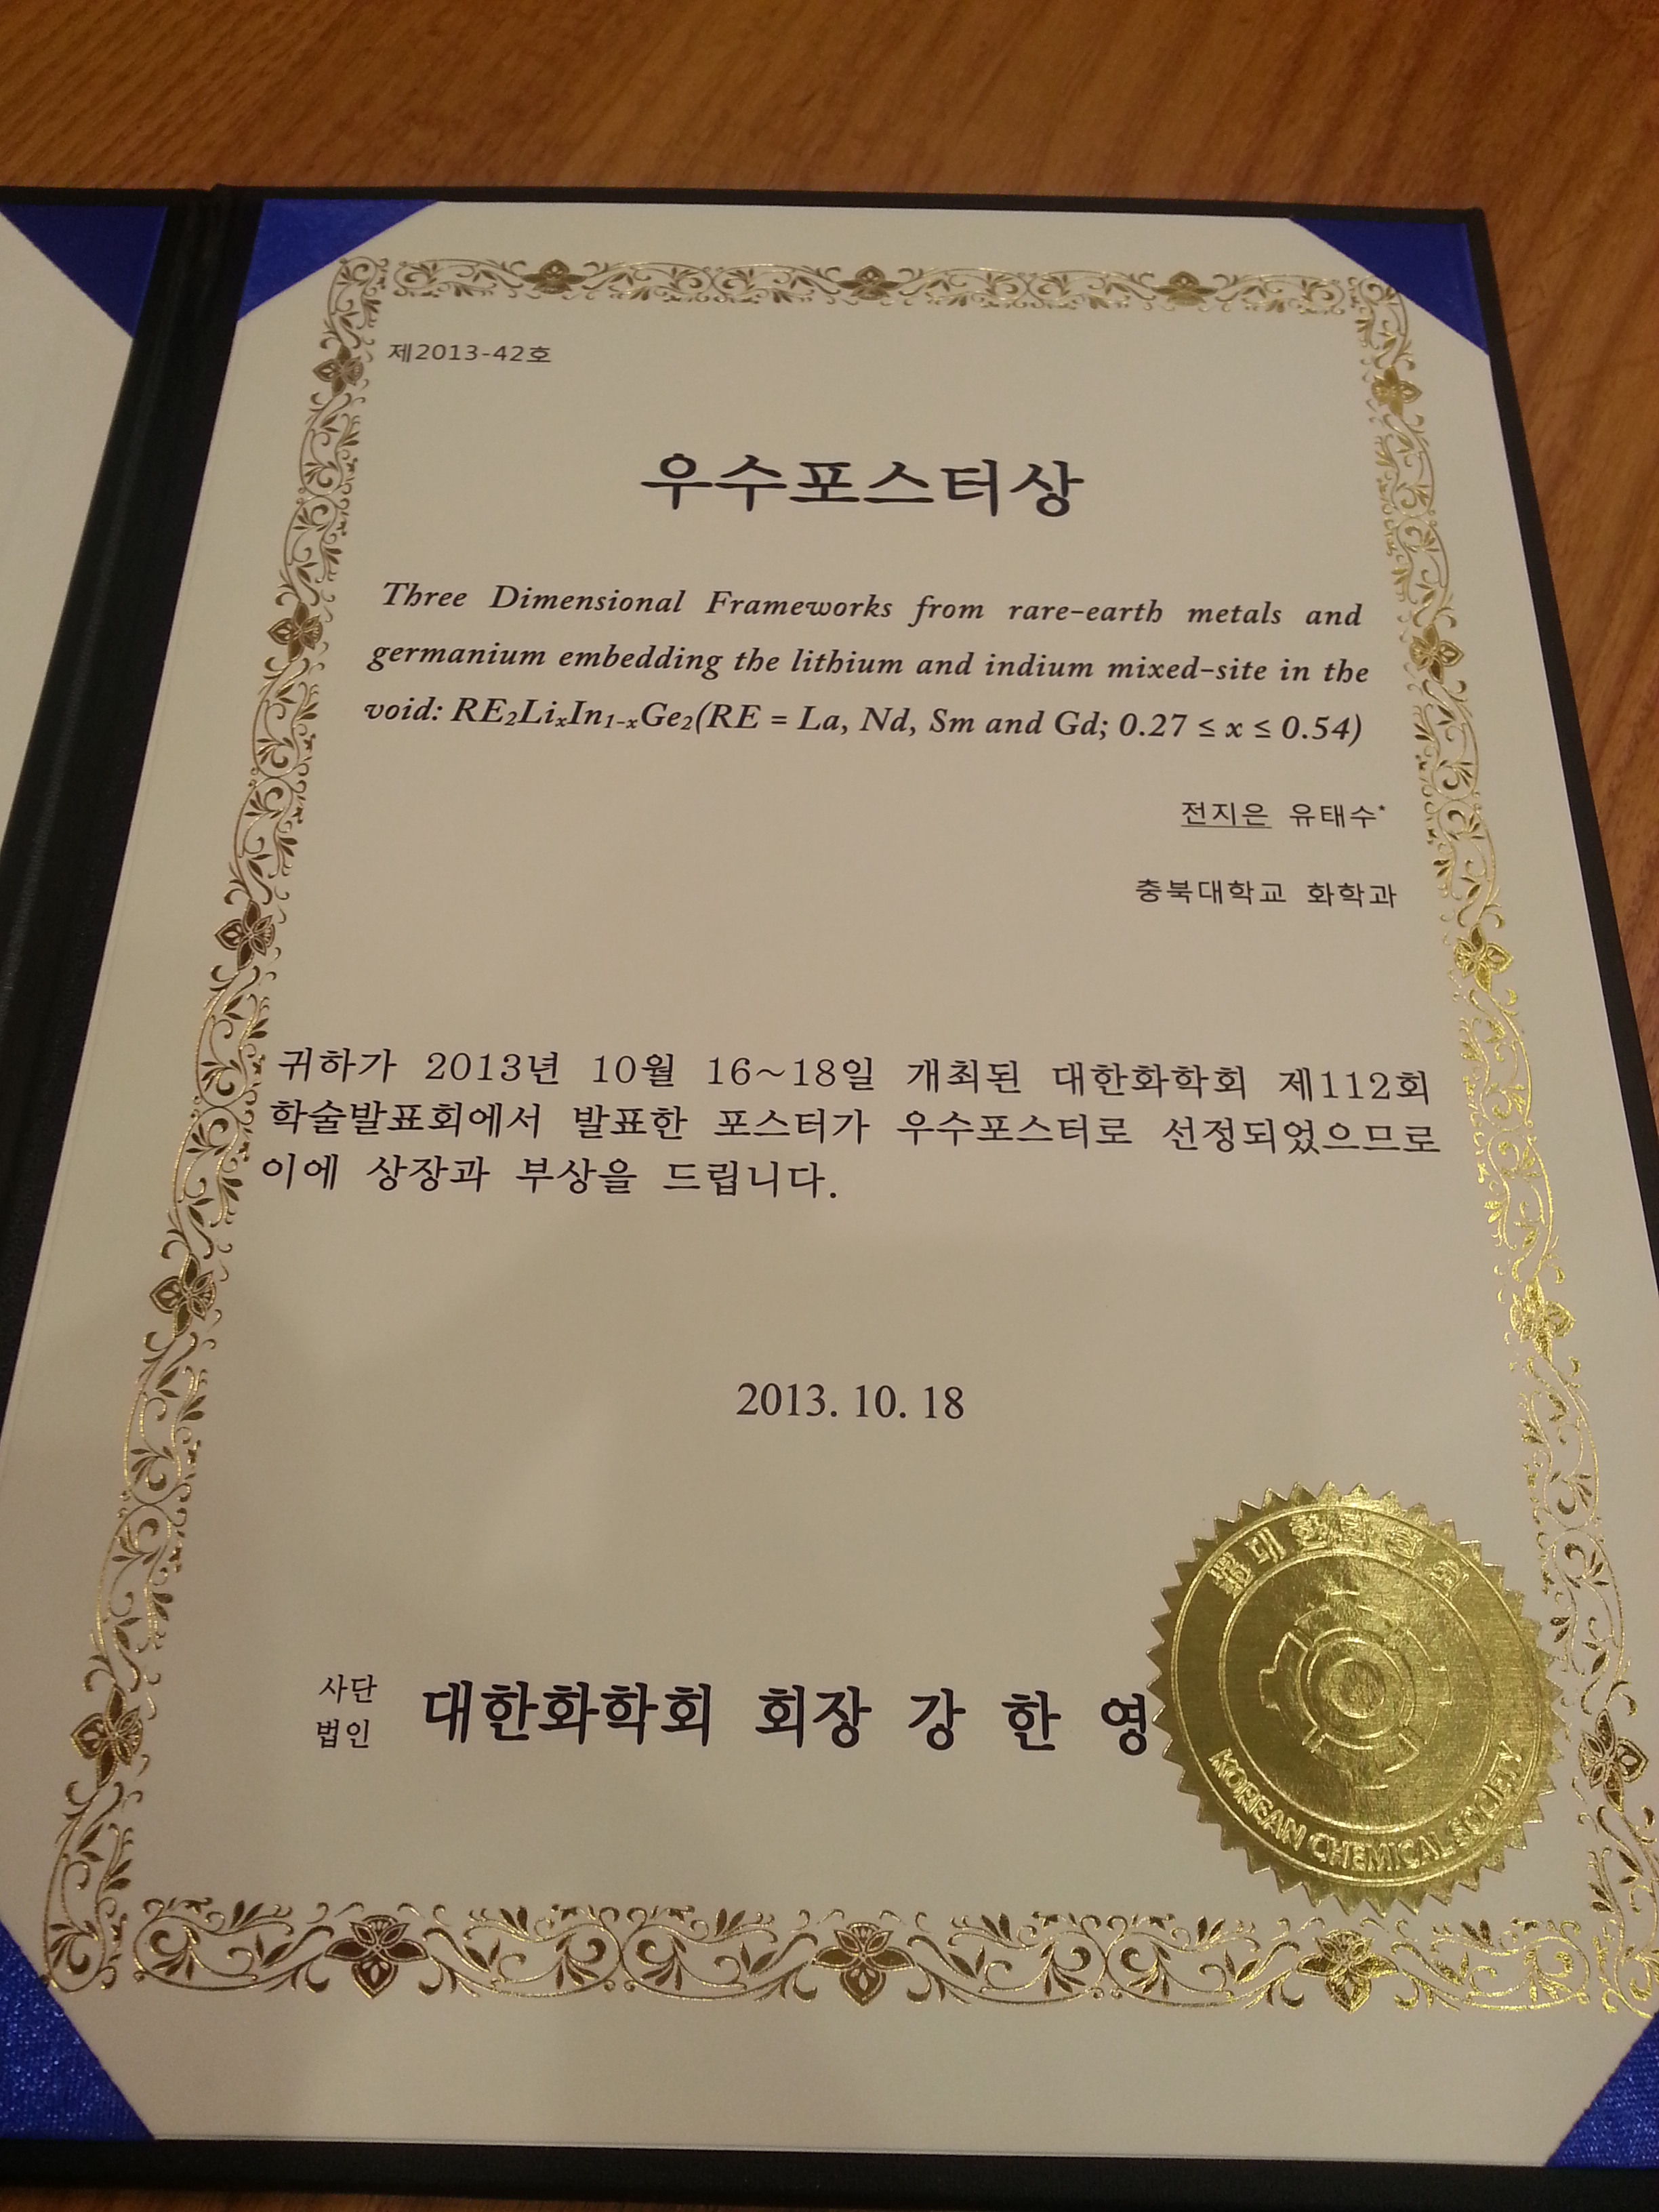 제2013-42호
우수포스터상
Three Dimensional Frameworks from rare-earth metals and
germanium embedding the lithium and indium mixed-site in the
void: RE₂LiₓIn₁₋ₓGe₂(RE = La, Nd, Sm and Gd; 0.27 ≤ x ≤ 0.54)
전지은 유태수*
충북대학교 화학과
귀하가 2013년 10월 16~18일 개최된 대한화학회 제112회
학술발표회에서 발표한 포스터가 우수포스터로 선정되었으므로
이에 상장과 부상을 드립니다.
2013. 10. 18
사단
법인
대한화학회 회장 강 한 영
대한화학회
KOREAN CHEMICAL SOCIETY